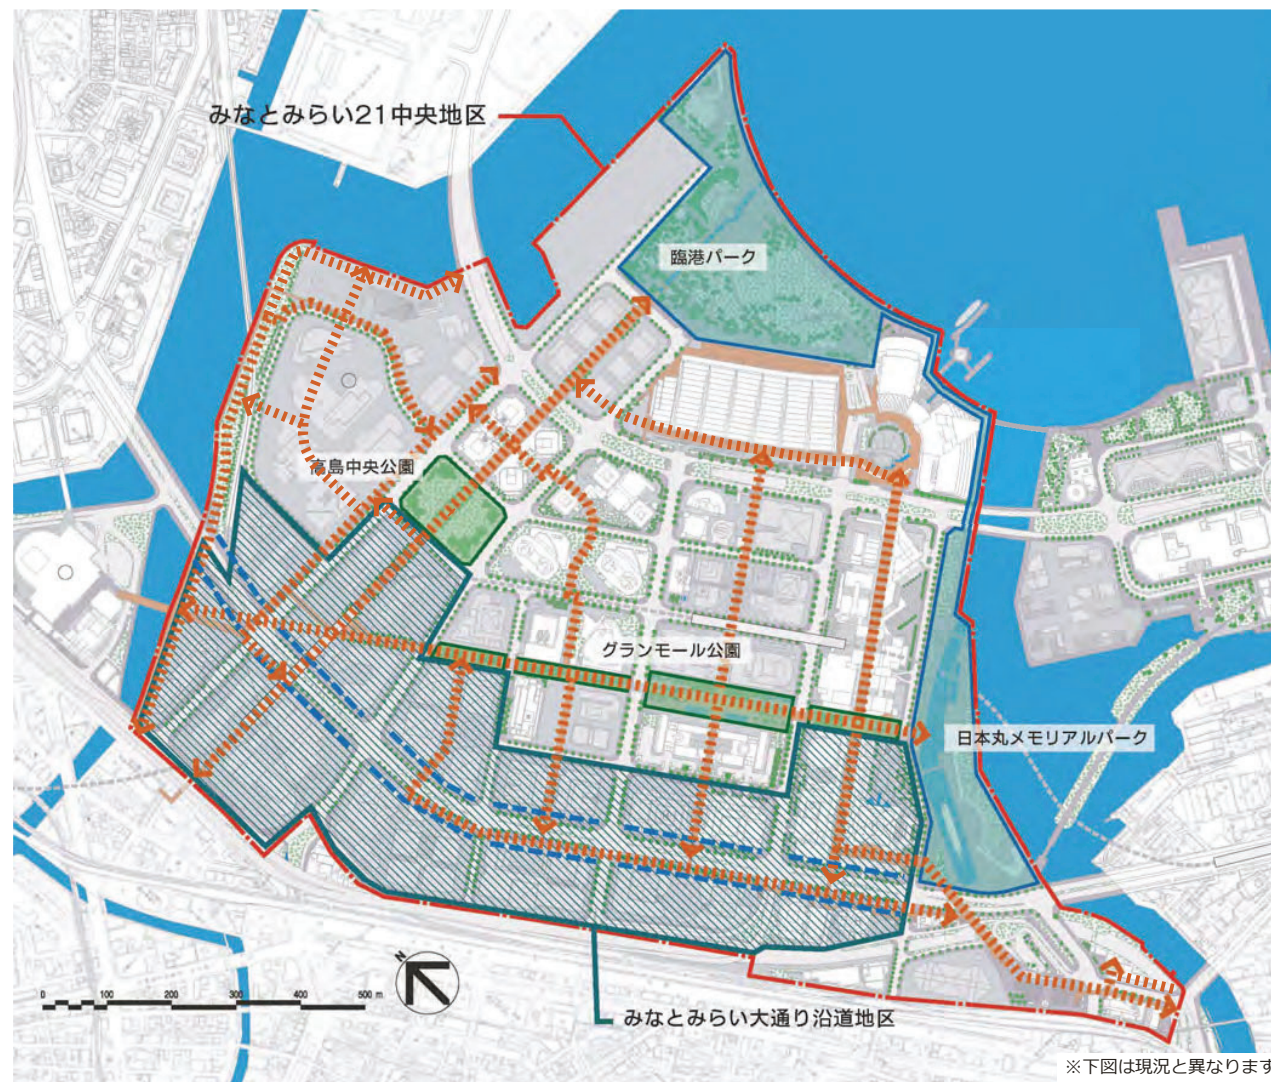 みなとみらい21中央地区
臨港パーク
高島中央公園
グランモール公園
日本丸メモリアルパーク
N
0 100 200 300 400 500 m
みなとみらい大通り沿道地区
※下図は現況と異なります